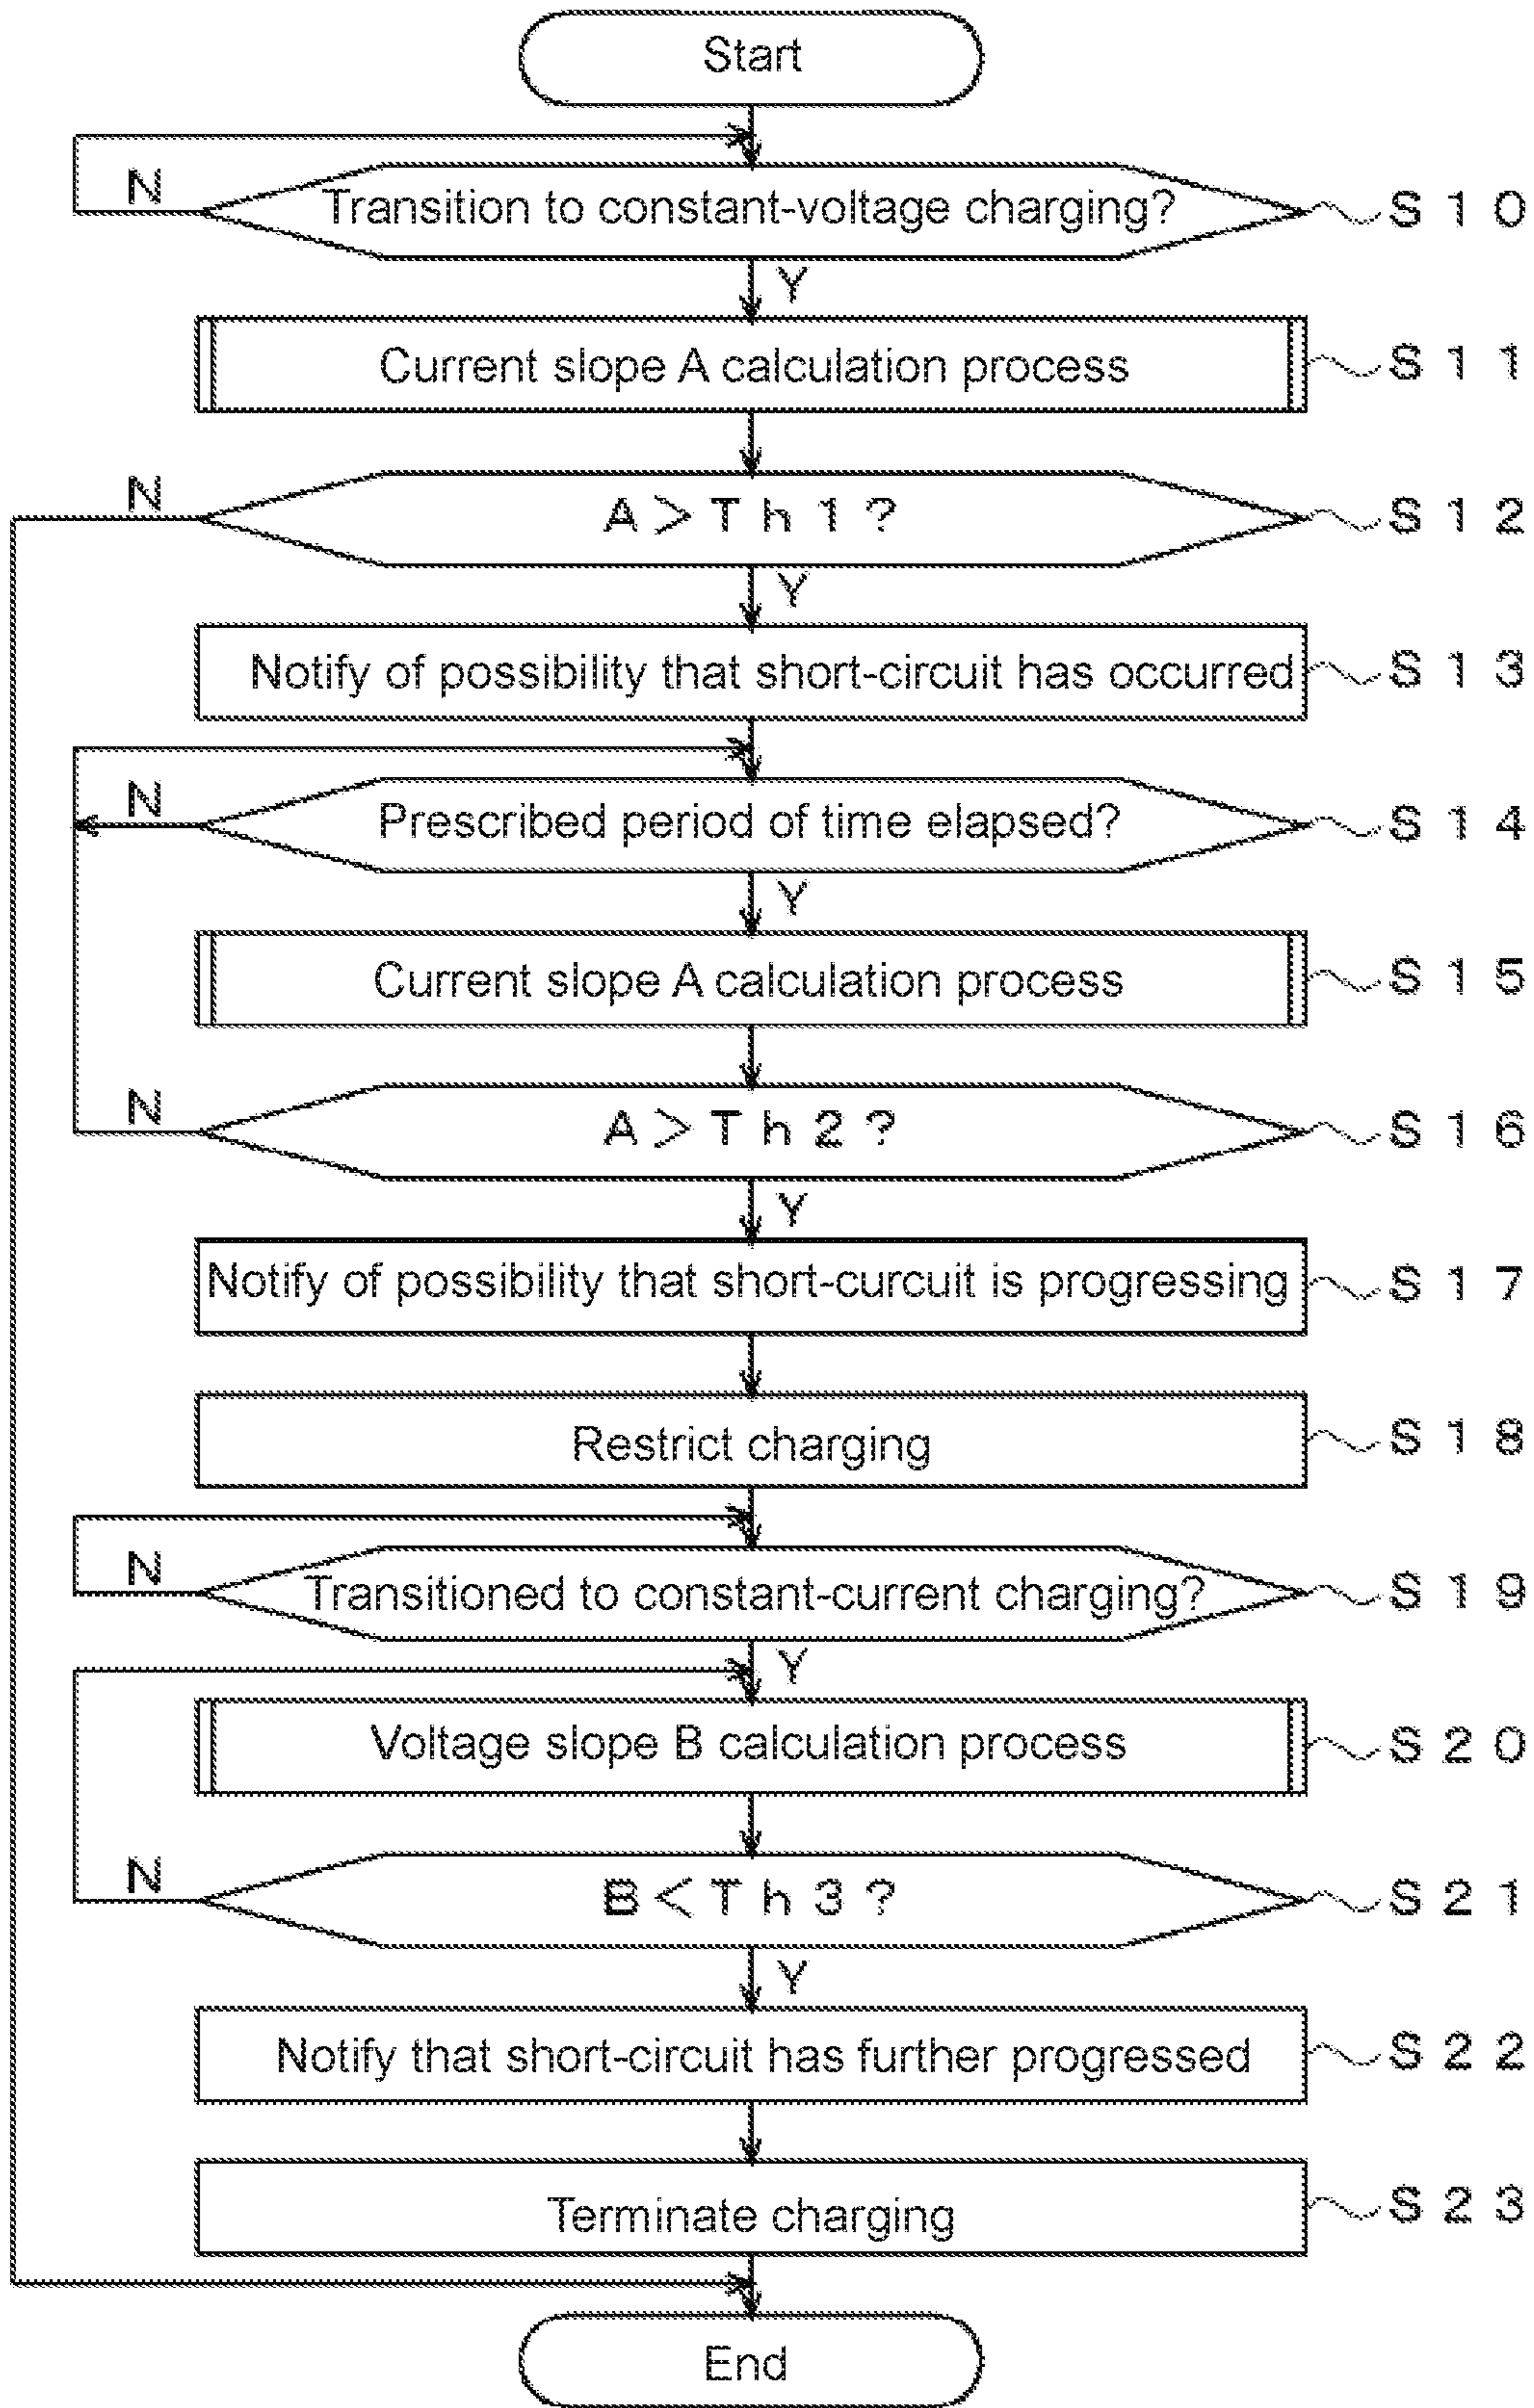 Start
N
Transition to constant-voltage charging?
S10
Y
Current slope A calculation process
S11
N
A>Th1?
S12
Y
Notify of possibility that short-circuit has occurred
S13
N
Prescribed period of time elapsed?
S14
Y
Current slope A calculation process
S15
N
A>Th2?
S16
Y
Notify of possibility that short-curcuit is progressing
S17
Restrict charging
S18
N
Transitioned to constant-current charging?
S19
Y
Voltage slope B calculation process
S20
N
B<Th3?
S21
Y
Notify that short-circuit has further progressed
S22
Terminate charging
S23
End